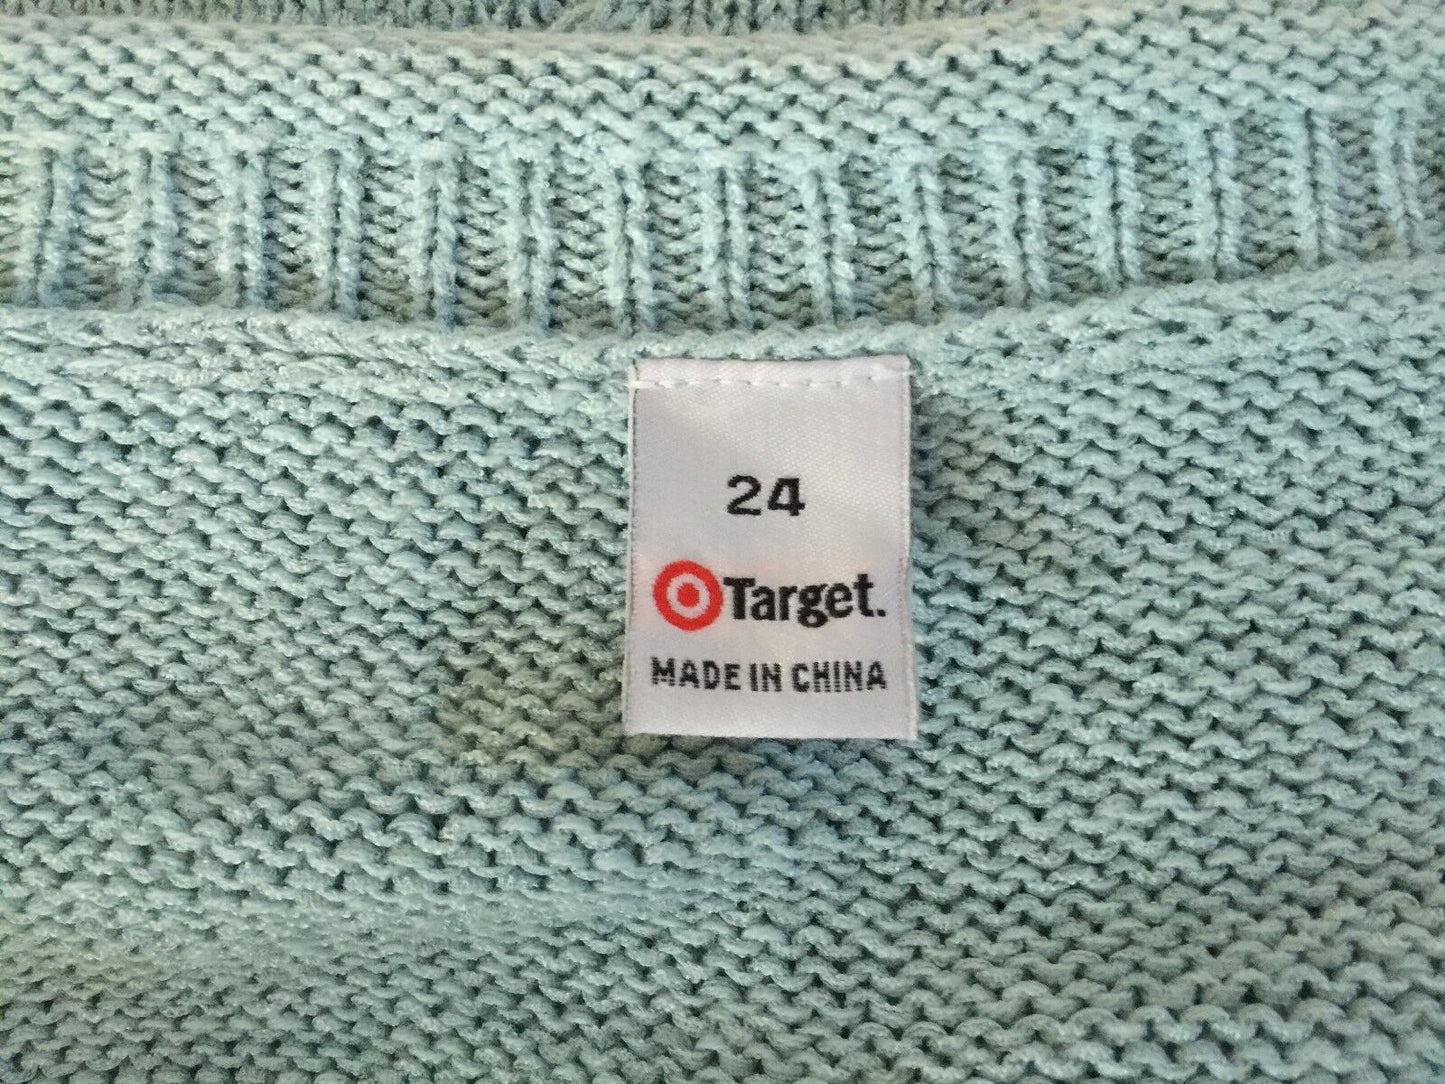 24
Target.
MADE IN CHINA